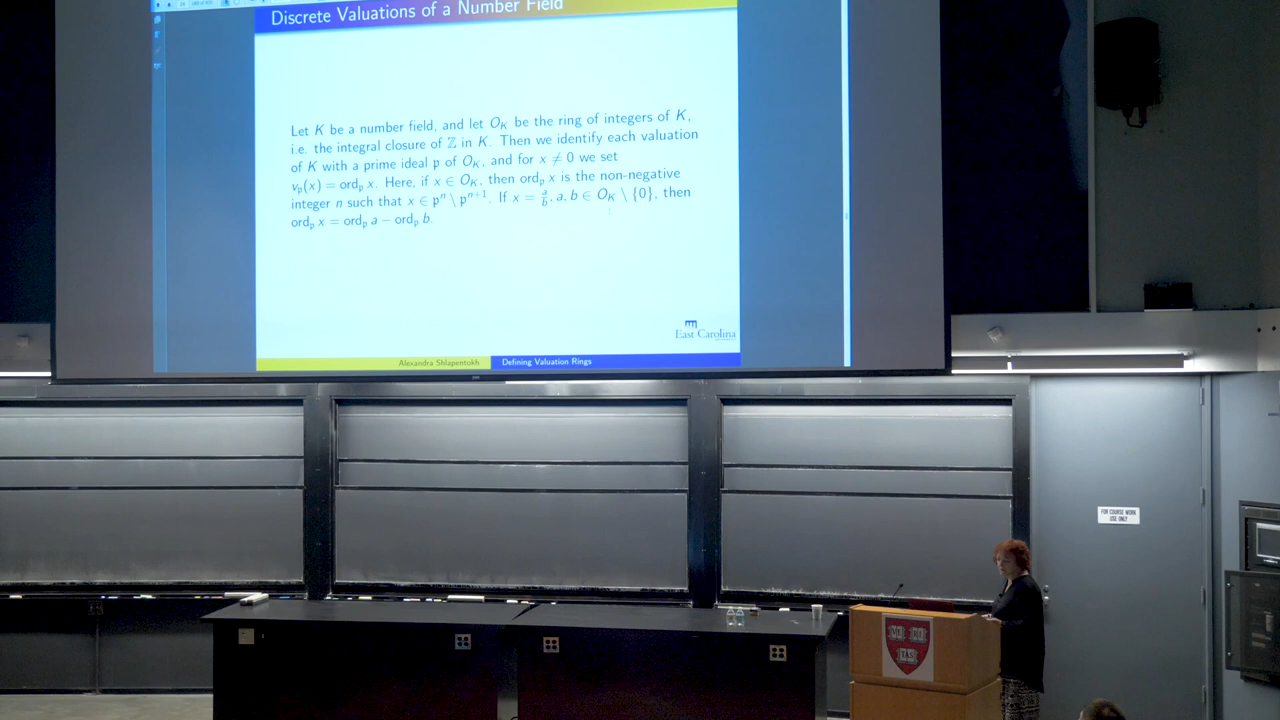 Discrete Valuations of a Number Field
Let K be a number field, and let O_K be the ring of integers of K,
i.e. the integral closure of ℤ in K. Then we identify each valuation
of K with a prime ideal 𝔭 of O_K, and for x ≠ 0 we set
v_𝔭(x) = ord_𝔭 x. Here, if x ∈ O_K, then ord_𝔭 x is the non-negative
integer n such that x ∈ 𝔭^n \ 𝔭^{n+1}. If x = a/b, a, b ∈ O_K \ {0}, then
ord_𝔭 x = ord_𝔭 a − ord_𝔭 b.
East Carolina
Alexandra Shlapentokh
Defining Valuation Rings
FOR COURSE WORK
USE ONLY